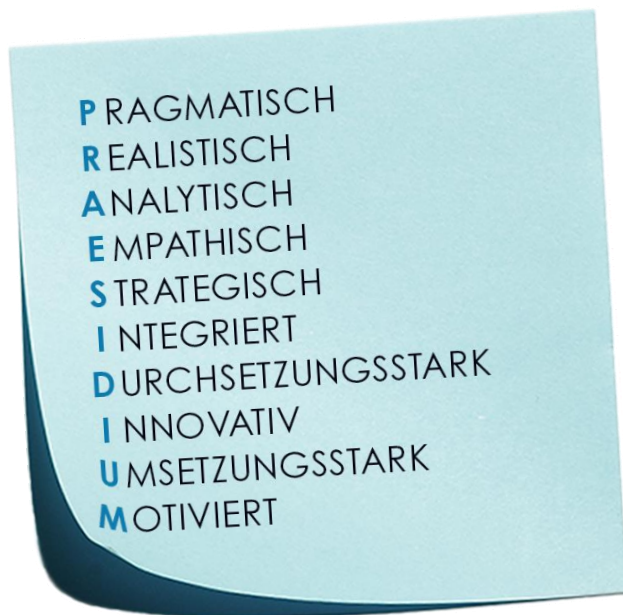 PRAGMATISCH
REALISTISCH
ANALYTISCH
EMPATHISCH
STRATEGISCH
INTEGRIERT
DURCHSETZUNGSSTARK
INNOVATIV
UMSETZUNGSSTARK
MOTIVIERT